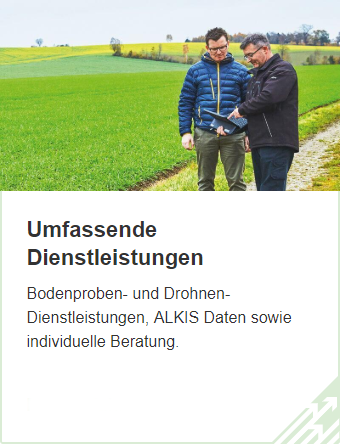 Umfassende
Dienstleistungen
Bodenproben- und Drohnen-
Dienstleistungen, ALKIS Daten sowie
individuelle Beratung.